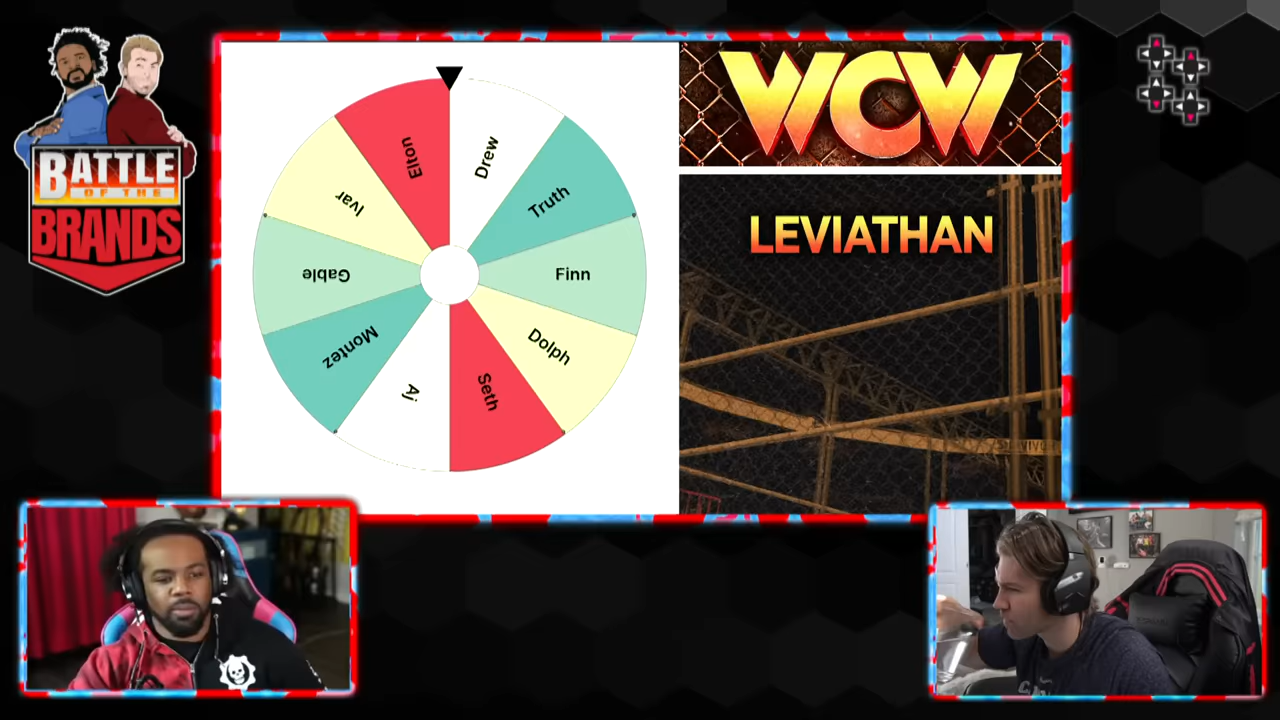 BATTLE
OF THE
BRANDS
Elton
Drew
Truth
Finn
Dolph
Seth
Aj
Montez
Gable
Ivar
WCW
LEVIATHAN